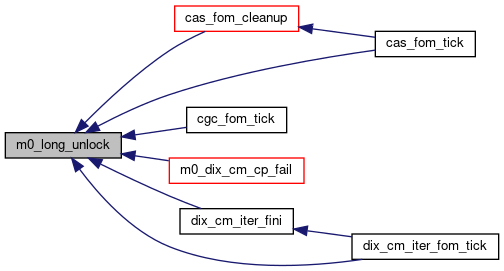 cas_fom_cleanup
cas_fom_tick
cgc_fom_tick
m0_long_unlock
m0_dix_cm_cp_fail
dix_cm_iter_fini
dix_cm_iter_fom_tick